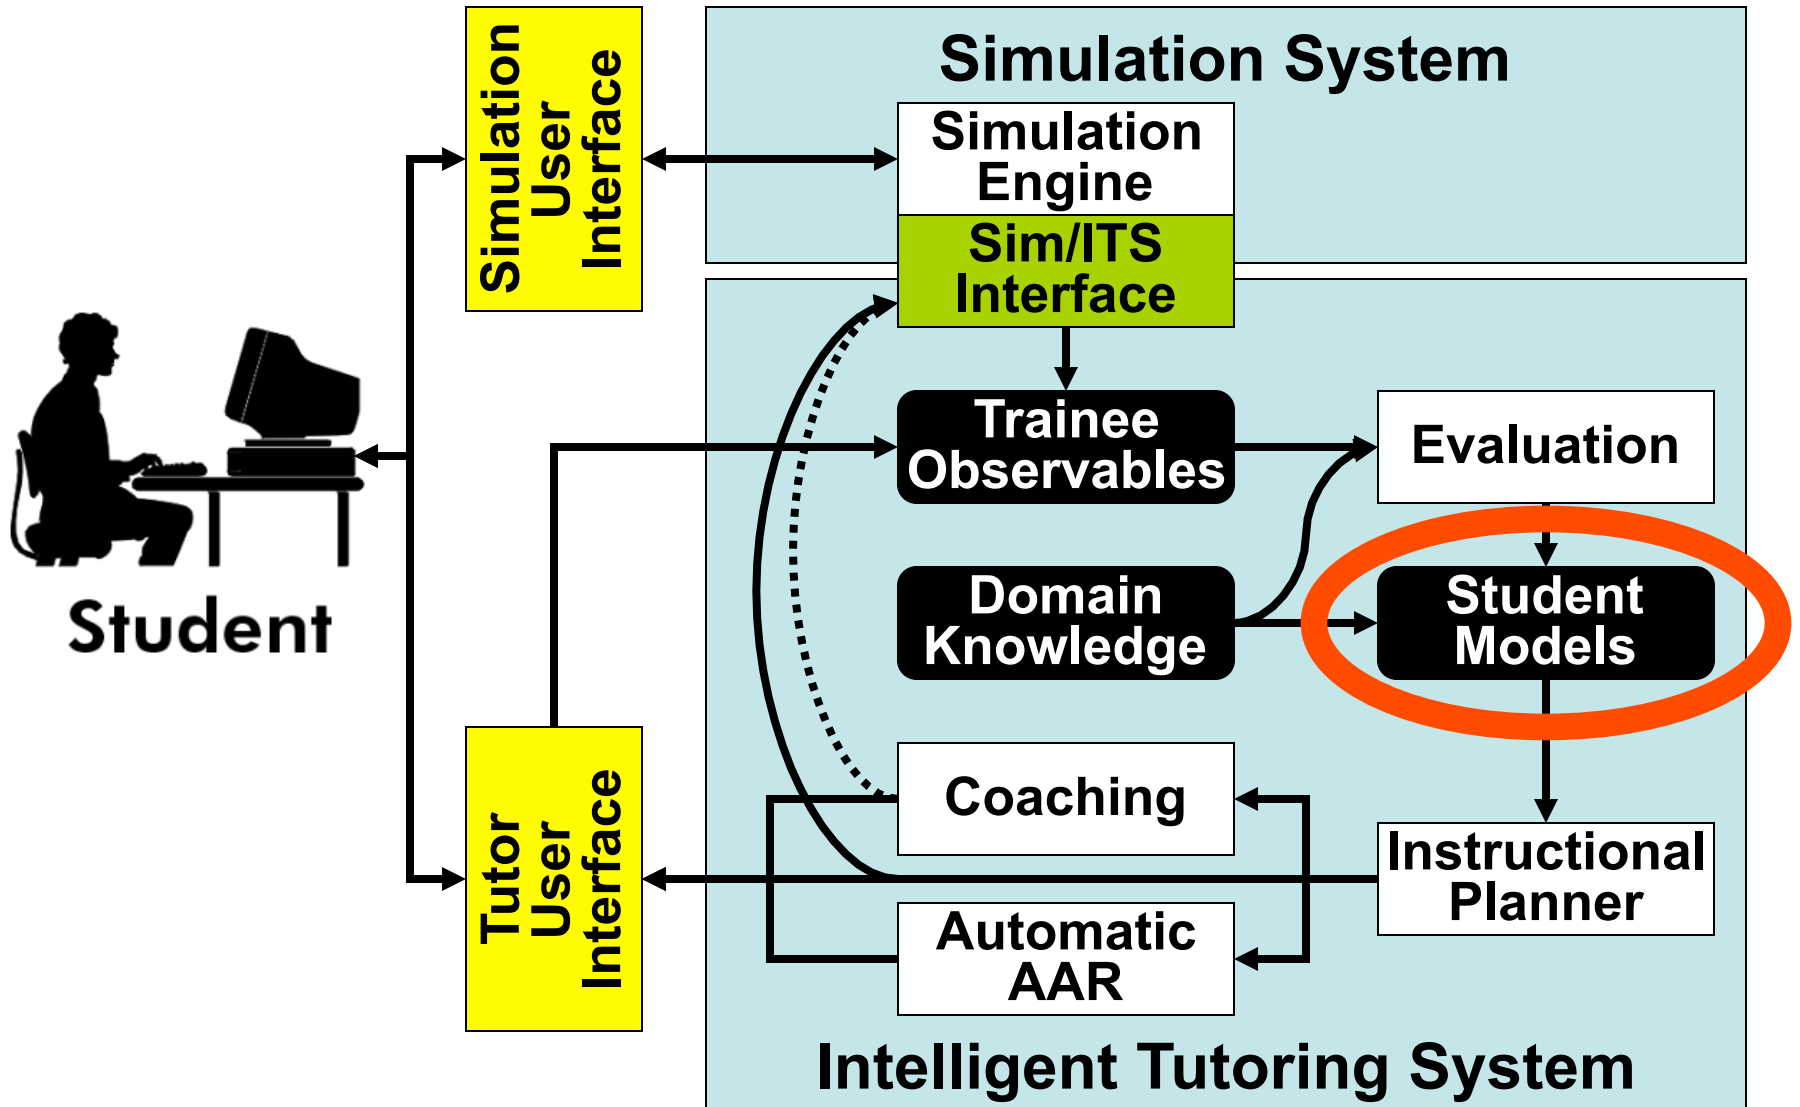 Simulation
User
Interface
Simulation System
Simulation
Engine
Sim/ITS
Interface
Trainee
Observables
Evaluation
Domain
Knowledge
Student
Models
Student
Tutor
User
Interface
Coaching
Instructional
Planner
Automatic
AAR
Intelligent Tutoring System